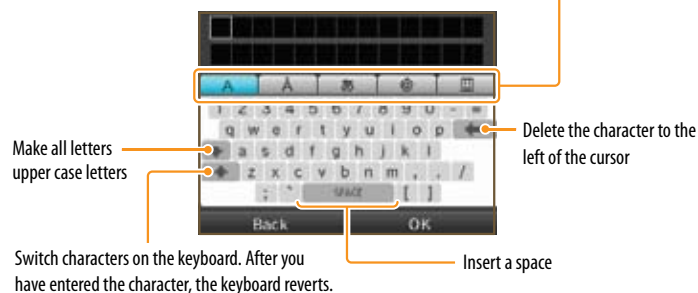 A Å あ @
1 2 3 4 5 6 7 8 9 0 - =
q w e r t y u i o p
Delete the character to the
left of the cursor
Make all letters
upper case letters
a s d f g h j k l
z x c v b n m , . /
; ' SPACE [ ]
Back OK
Switch characters on the keyboard. After you
have entered the character, the keyboard reverts.
Insert a space